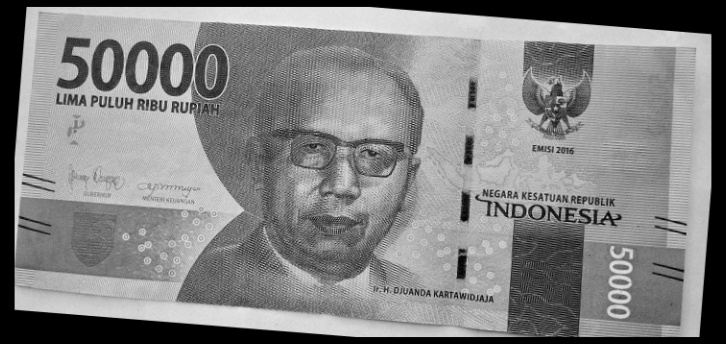 50000
LIMA PULUH RIBU RUPIAH
EMISI 2016
GUBERNUR
MENTERI KEUANGAN
NEGARA KESATUAN REPUBLIK
INDONESIA
Ir. H. DJUANDA KARTAWIDJAJA
50000